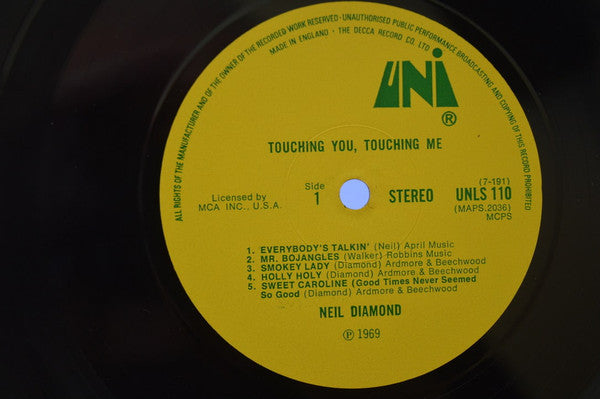 ALL RIGHTS OF THE MANUFACTURER AND OF THE OWNER OF THE RECORDED WORK RESERVED · UNAUTHORISED PUBLIC PERFORMANCE BROADCASTING AND COPYING OF THIS RECORD PROHIBITED
MADE IN ENGLAND · THE DECCA RECORD CO LTD
UNI
®
TOUCHING YOU, TOUCHING ME
Licensed by
MCA INC., U.S.A.
Side
1
STEREO
(7-191)
UNLS 110
(MAPS.2036)
MCPS
1. EVERYBODY'S TALKIN' (Neil) April Music
2. MR. BOJANGLES (Walker) Robbins Music
3. SMOKEY LADY (Diamond) Ardmore & Beechwood
4. HOLLY HOLY (Diamond) Ardmore & Beechwood
5. SWEET CAROLINE (Good Times Never Seemed
So Good (Diamond) Ardmore & Beechwood
NEIL DIAMOND
℗ 1969